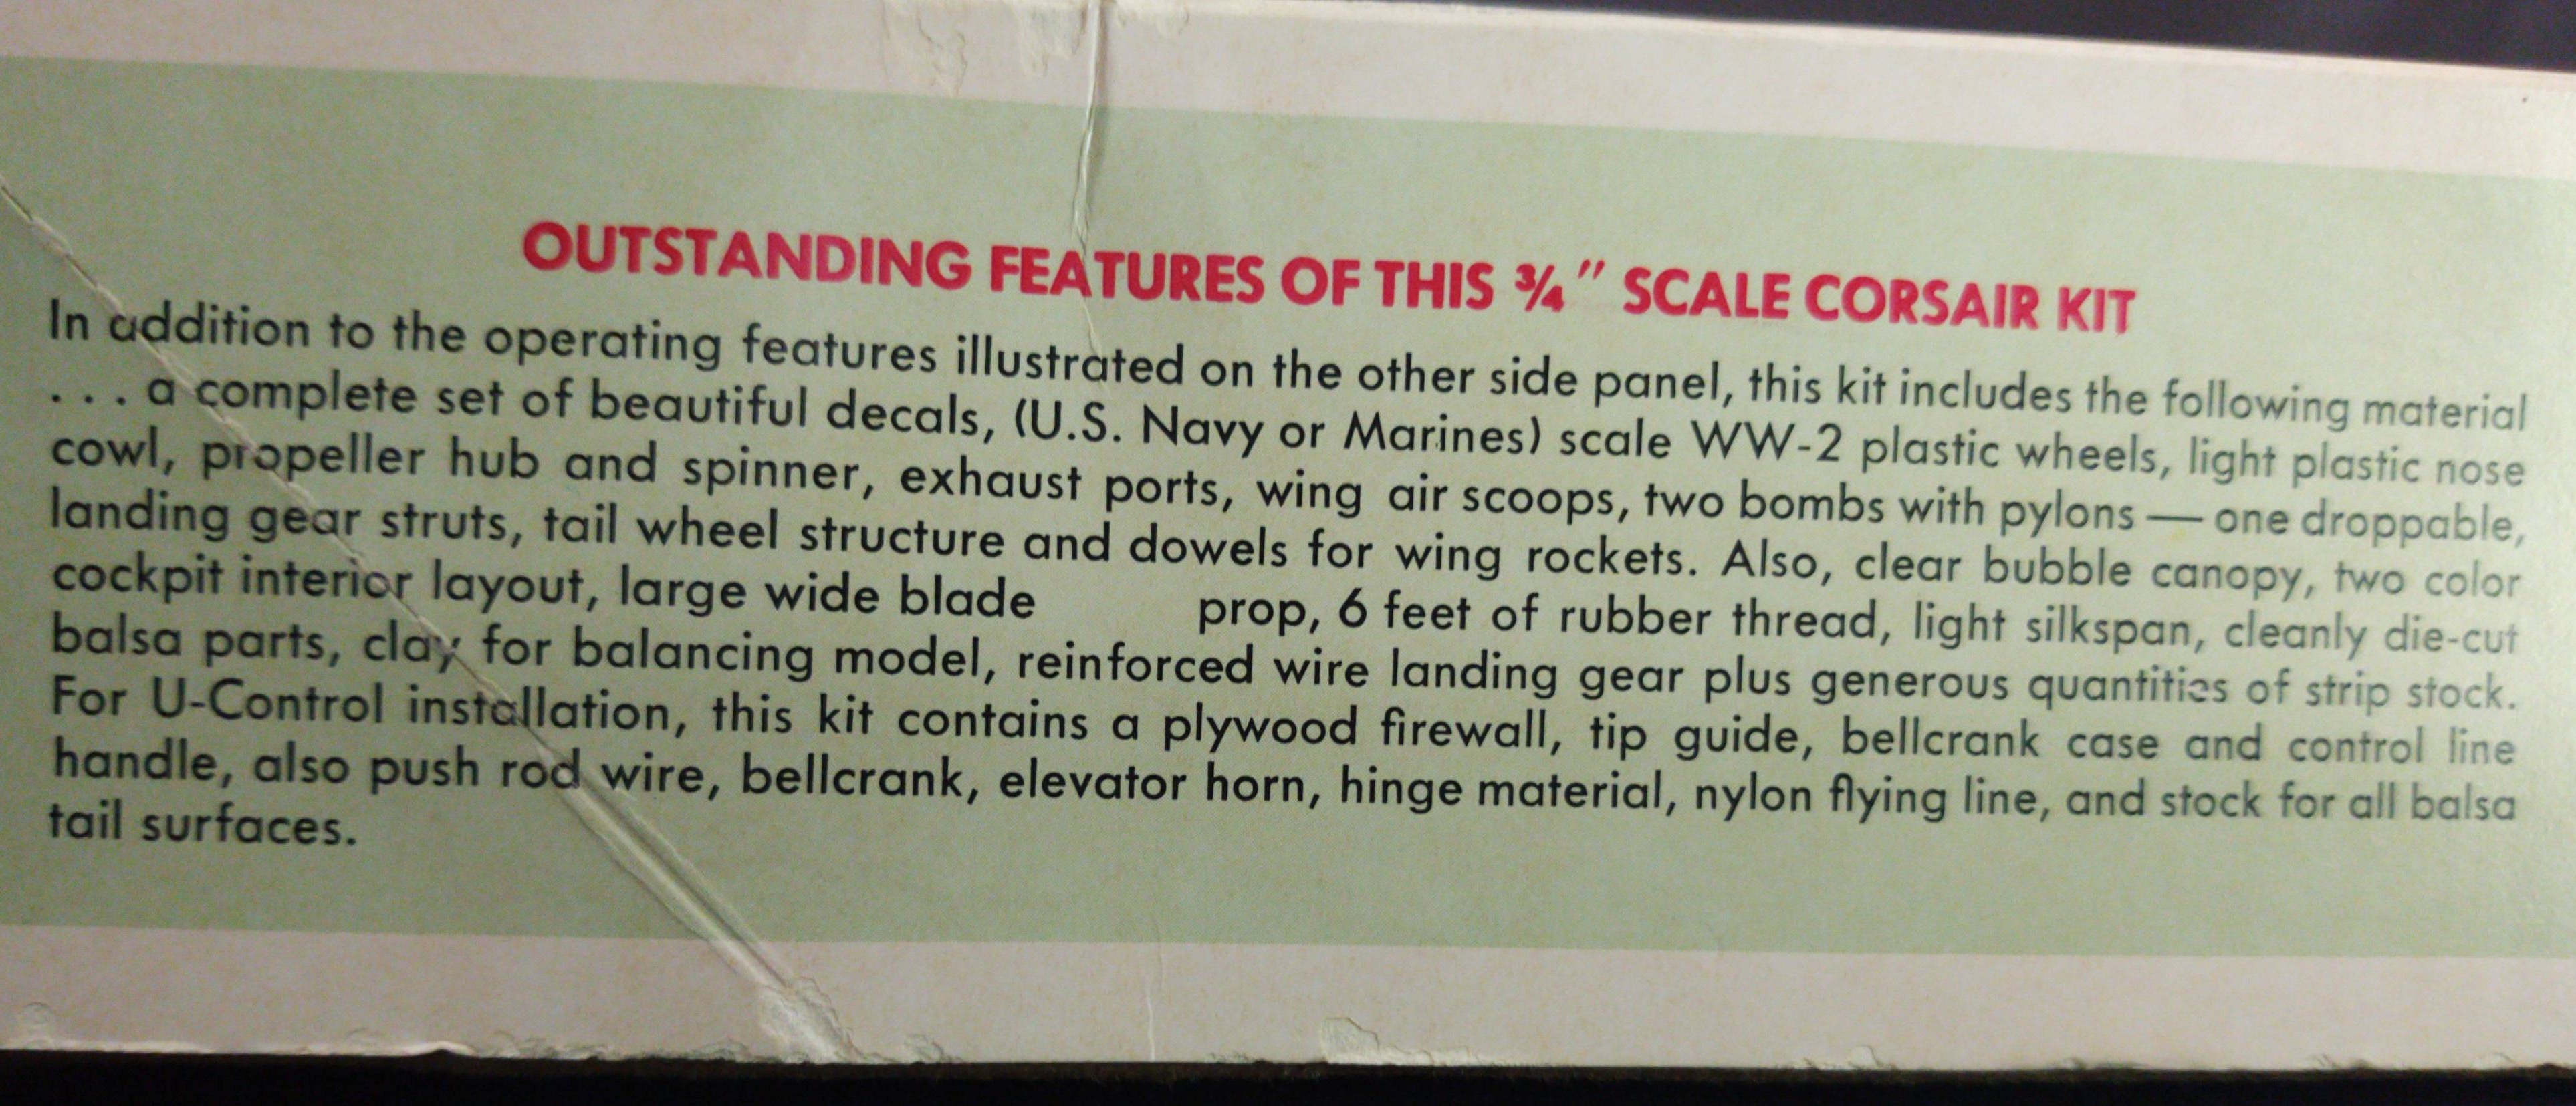 OUTSTANDING FEATURES OF THIS ¾" SCALE CORSAIR KIT
In addition to the operating features illustrated on the other side panel, this kit includes the following material
. . . a complete set of beautiful decals, (U.S. Navy or Marines) scale WW-2 plastic wheels, light plastic nose
cowl, propeller hub and spinner, exhaust ports, wing air scoops, two bombs with pylons — one droppable,
landing gear struts, tail wheel structure and dowels for wing rockets. Also, clear bubble canopy, two color
cockpit interior layout, large wide blade prop, 6 feet of rubber thread, light silkspan, cleanly die-cut
balsa parts, clay for balancing model, reinforced wire landing gear plus generous quantities of strip stock.
For U-Control installation, this kit contains a plywood firewall, tip guide, bellcrank case and control line
handle, also push rod wire, bellcrank, elevator horn, hinge material, nylon flying line, and stock for all balsa
tail surfaces.